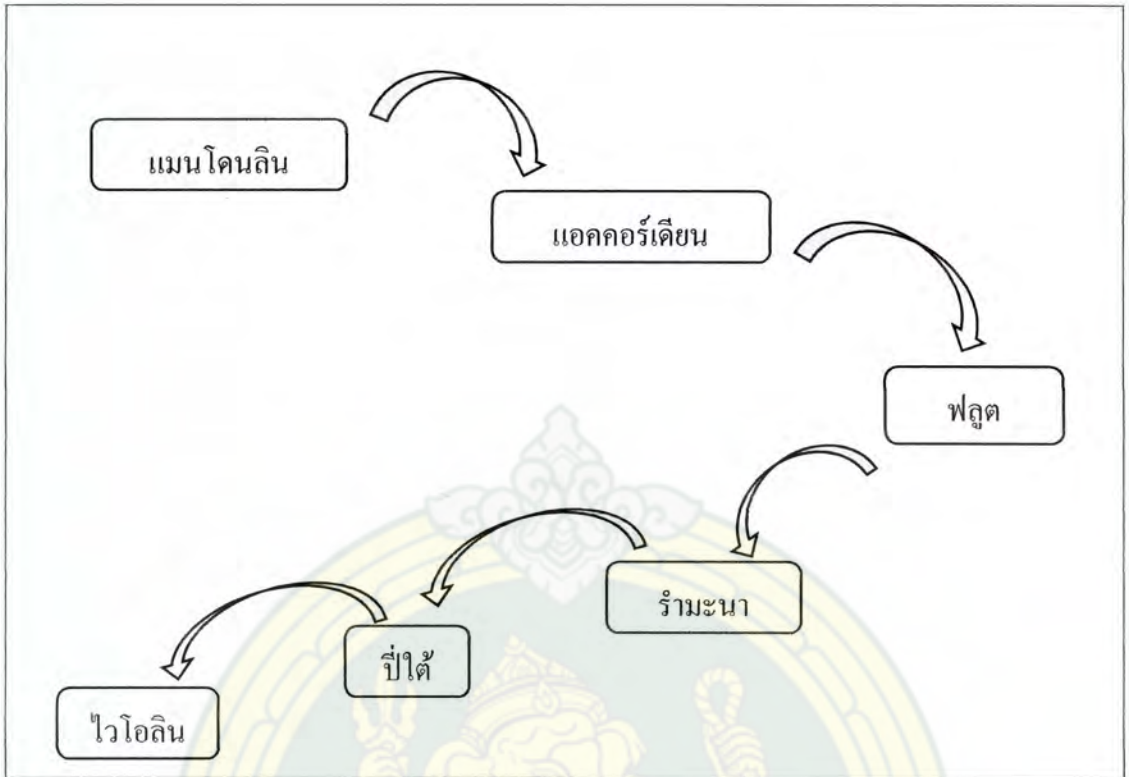 แมนโดนลิน
แอคคอร์เดียน
ฟลูต
รำมะนา
ปี่ใต้
ไวโอลิน